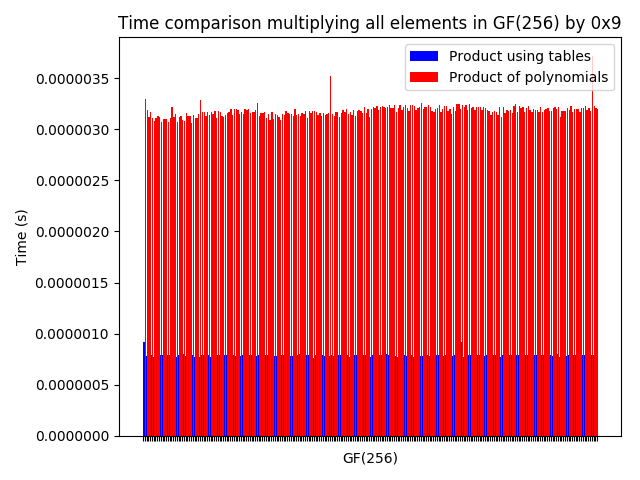 Time comparison multiplying all elements in GF(256) by 0x9
Product using tables
Product of polynomials
0.0000035
0.0000030
0.0000025
0.0000020
0.0000015
0.0000010
0.0000005
0.0000000
Time (s)
GF(256)